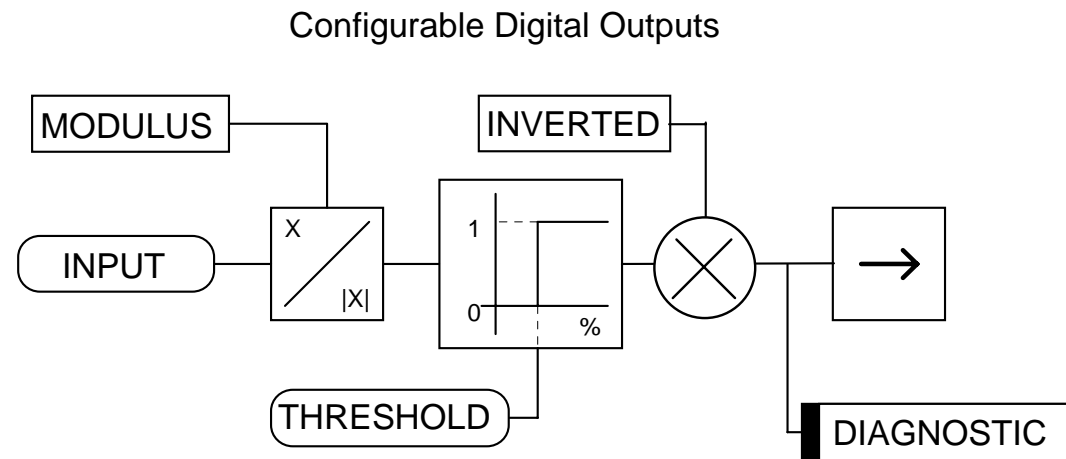 Configurable Digital Outputs
MODULUS
INVERTED
X
|X|
INPUT
1
0
%
THRESHOLD
DIAGNOSTIC